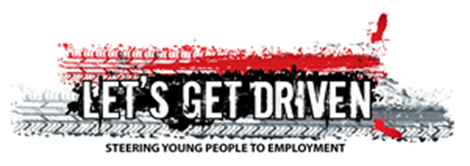 LET'S GET DRIVEN
STEERING YOUNG PEOPLE TO EMPLOYMENT